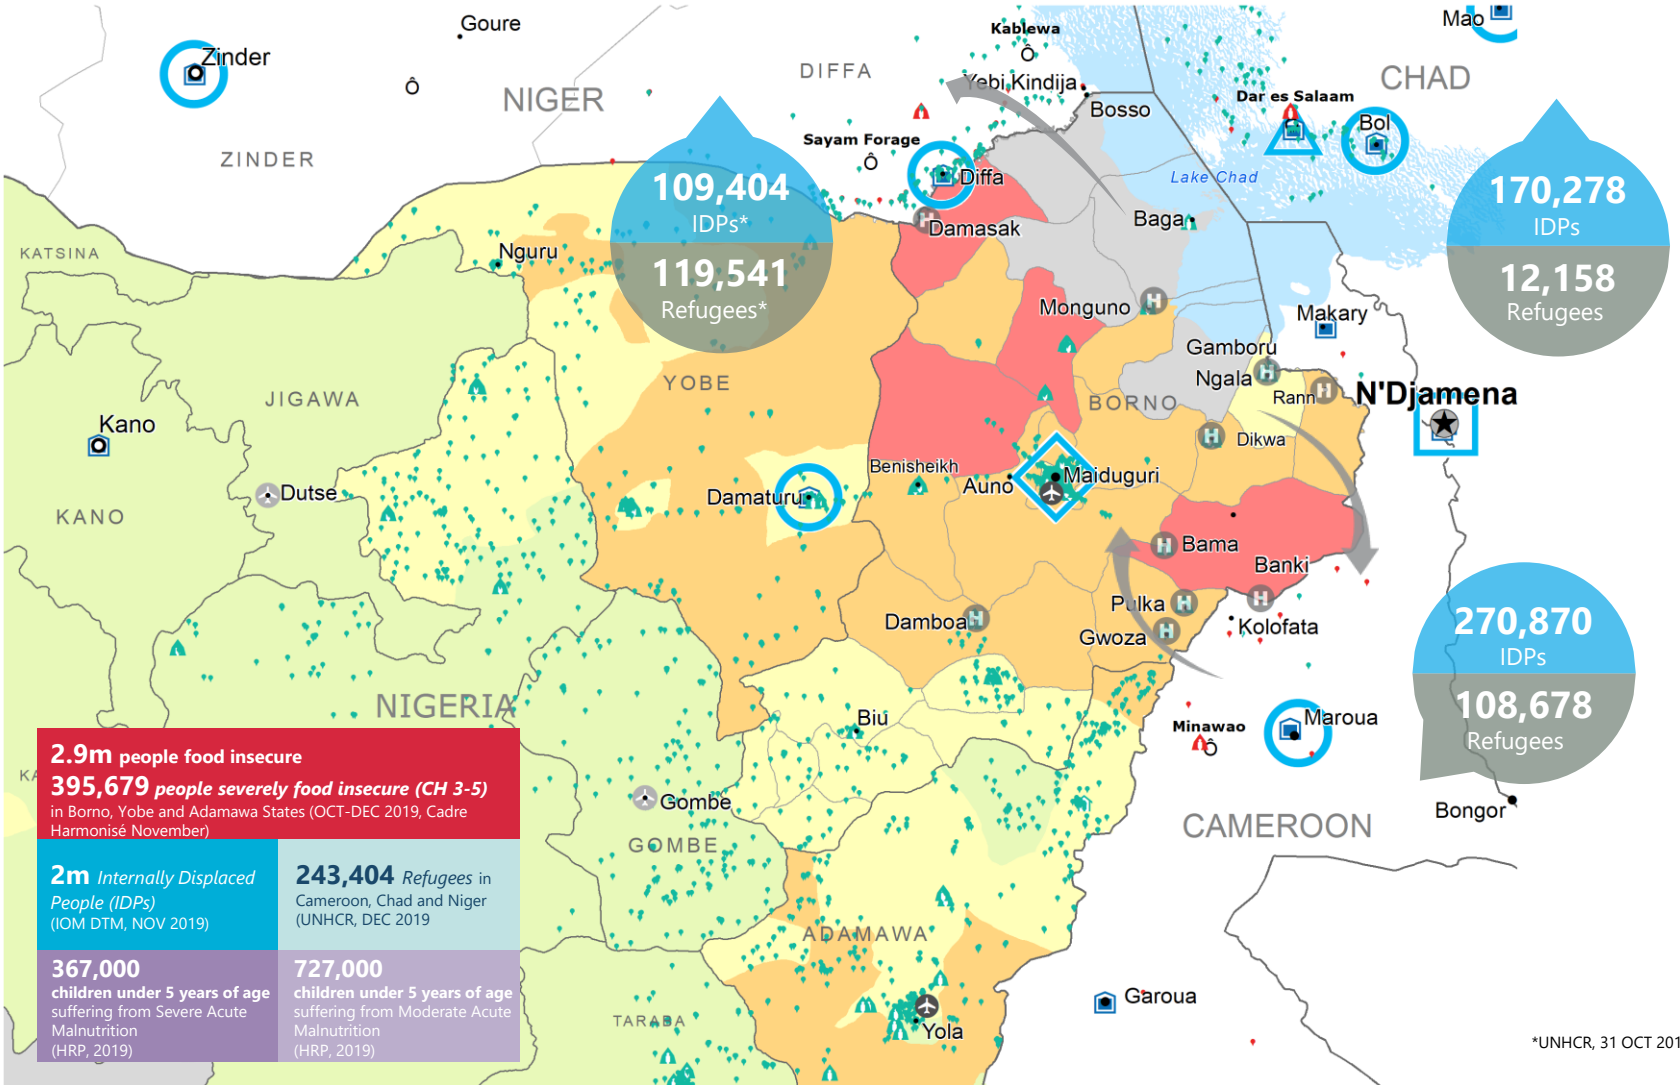 Goure
Kablewa
Ô
Mao
Zinder
Ô
DIFFA
Yebi Kindija
Bosso
CHAD
NIGER
Dar es Salaam
Bol
Sayam Forage
Ô
ZINDER
Diffa
Lake Chad
109,404
IDPs*
119,541
Refugees*
170,278
IDPs
12,158
Refugees
H
Damasak
Baga
KATSINA
Nguru
Monguno
H
Makary
Gamboru
Ngala
H
Rann
H
N'Djamena
YOBE
JIGAWA
BORNO
Kano
H
Dikwa
Benisheikh
Auno
Maiduguri
Damaturu
Dutse
KANO
H
Bama
Banki
H
Pulka
H
Damboa
H
Gwoza
H
Kolofata
270,870
IDPs
108,678
Refugees
NIGERIA
Biu
Minawao
Ô
Maroua
2.9m people food insecure
395,679 people severely food insecure (CH 3-5)
in Borno, Yobe and Adamawa States (OCT-DEC 2019, Cadre
Harmonisé November)
KA
Gombe
Bongor
CAMEROON
GOMBE
2m Internally Displaced
People (IDPs)
(IOM DTM, NOV 2019)
243,404 Refugees in
Cameroon, Chad and Niger
(UNHCR, DEC 2019
ADAMAWA
367,000
children under 5 years of age
suffering from Severe Acute
Malnutrition
(HRP, 2019)
727,000
children under 5 years of age
suffering from Moderate Acute
Malnutrition
(HRP, 2019)
Garoua
TARABA
Yola
*UNHCR, 31 OCT 201